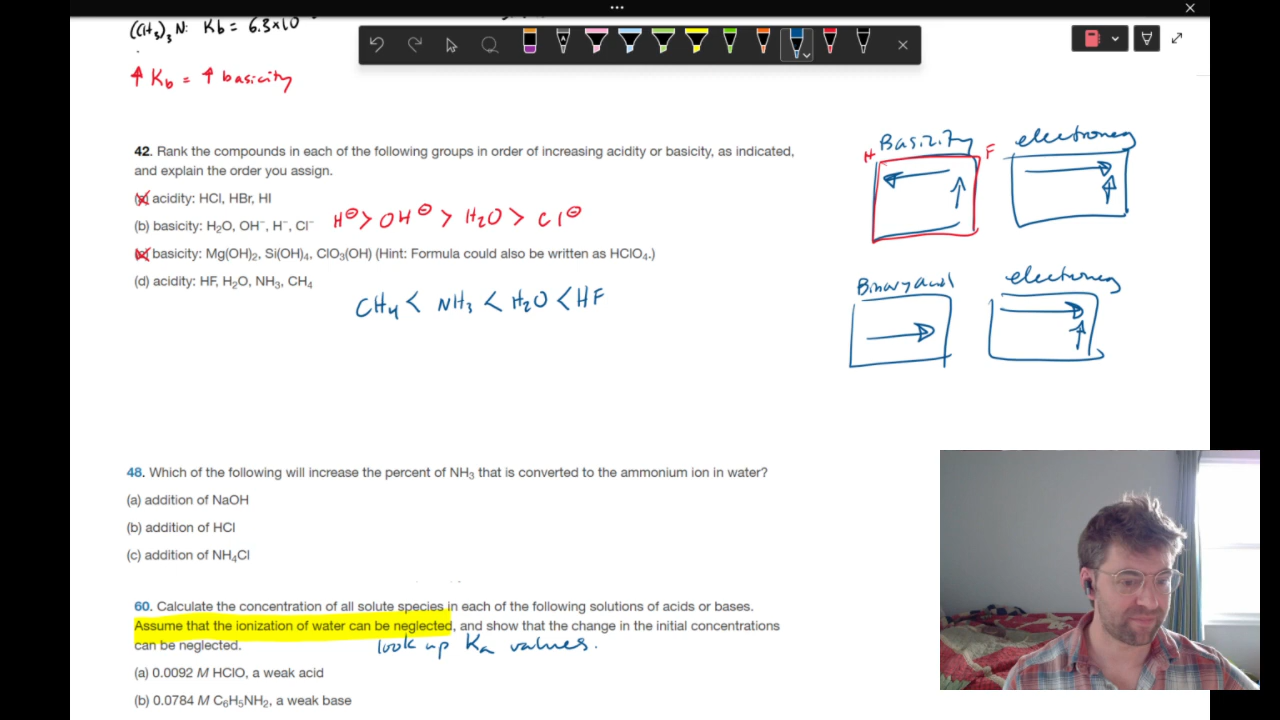 (CH₃)₃N: Kb = 6.3×10
↑ Kb = ↑ basicity
42. Rank the compounds in each of the following groups in order of increasing acidity or basicity, as indicated,
and explain the order you assign.
(a) acidity: HCl, HBr, HI
(b) basicity: H₂O, OH⁻, H⁻, Cl⁻ H⊖ > OH⊖ > H₂O > Cl⊖
(c) basicity: Mg(OH)₂, Si(OH)₄, ClO₃(OH) (Hint: Formula could also be written as HClO₄.)
(d) acidity: HF, H₂O, NH₃, CH₄
CH₄ < NH₃ < H₂O < HF
Basizity electroneg
H F
Binary acid electroneg
48. Which of the following will increase the percent of NH₃ that is converted to the ammonium ion in water?
(a) addition of NaOH
(b) addition of HCl
(c) addition of NH₄Cl
60. Calculate the concentration of all solute species in each of the following solutions of acids or bases.
Assume that the ionization of water can be neglected, and show that the change in the initial concentrations
can be neglected. look up Ka values.
(a) 0.0092 M HClO, a weak acid
(b) 0.0784 M C₆H₅NH₂, a weak base